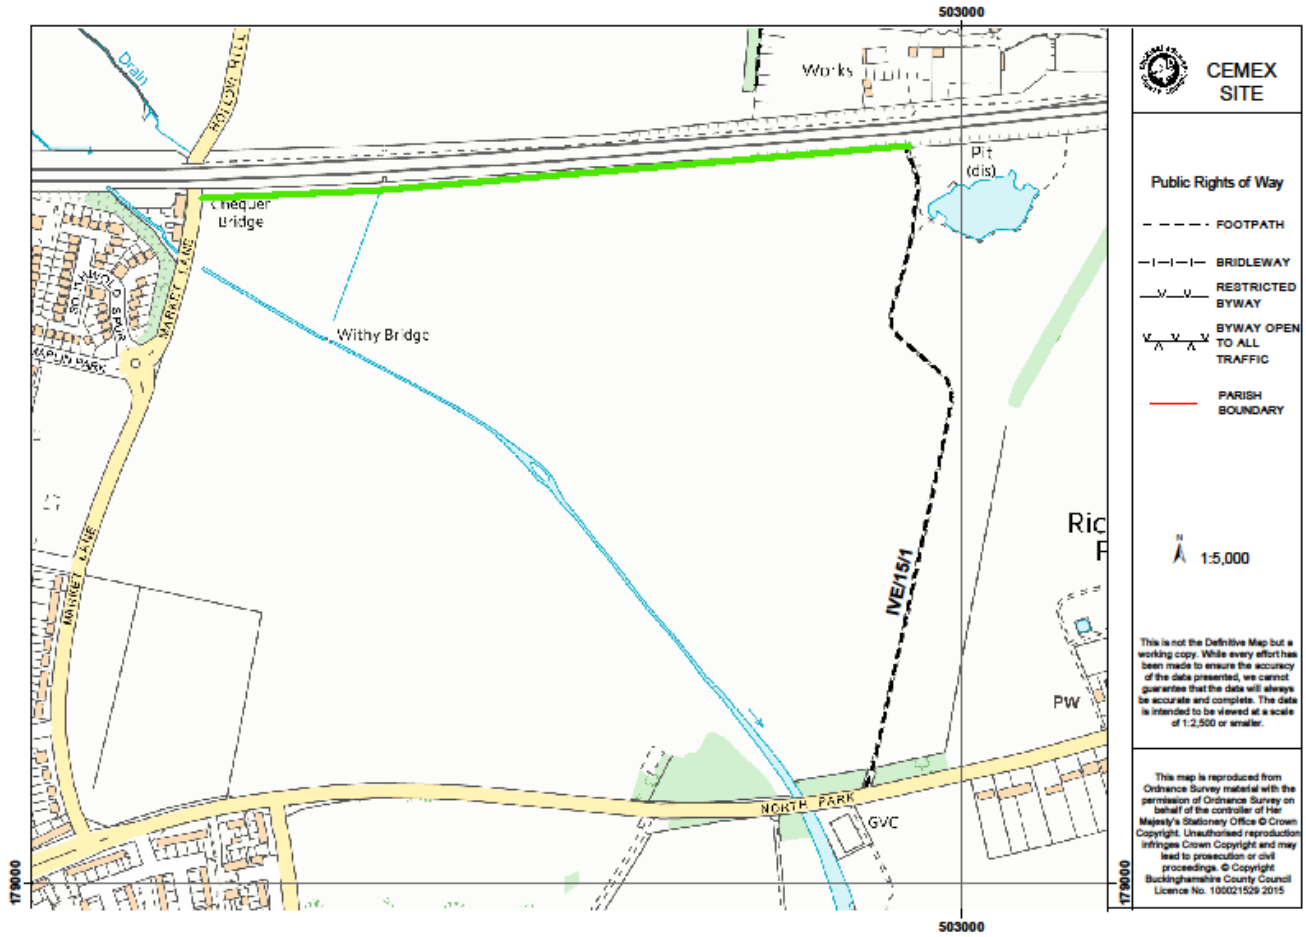 503000
Drain
HOLLOW HILL
Works
Pit
(dis)
Chequer
Bridge
MARKET LANE
WOLD SPUR
MAPLIN PARK
Withy Bridge
MARKET LANE
IVE/15/1
Ric
PW
NORTH PARK
GVC
179000
179000
503000
CEMEX
SITE
Public Rights of Way
FOOTPATH
BRIDLEWAY
RESTRICTED
BYWAY
BYWAY OPEN
TO ALL
TRAFFIC
PARISH
BOUNDARY
N
1:5,000
This is not the Definitive Map but a
working copy. While every effort has
been made to ensure the accuracy
of the data presented, we cannot
guarantee that the data will always
be accurate and complete. The data
is intended to be viewed at a scale
of 1:2,500 or smaller.
This map is reproduced from
Ordnance Survey material with the
permission of Ordnance Survey on
behalf of the controller of Her
Majesty's Stationery Office © Crown
Copyright. Unauthorised reproduction
infringes Crown Copyright and may
lead to prosecution or civil
proceedings. © Copyright
Buckinghamshire County Council
Licence No. 100021529 2015